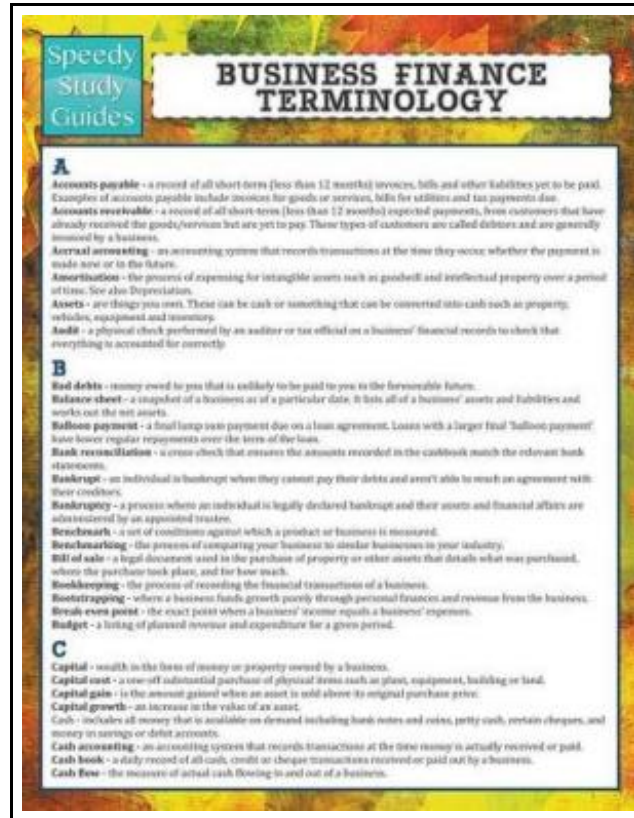 Speedy
Study
Guides
BUSINESS FINANCE
TERMINOLOGY
A
Accounts payable - a record of all short-term (less than 12 months) invoices, bills and other liabilities yet to be paid.
Examples of accounts payable include invoices for goods or services, bills for utilities and tax payments due.
Accounts receivable - a record of all short-term (less than 12 months) expected payments, from customers that have
already received the goods/services but are yet to pay. These types of customers are called debtors and are generally
invoiced by a business.
Accrual accounting - an accounting system that records transactions at the time they occur, whether the payment is
made now or in the future.
Amortisation - the process of expensing for intangible assets such as goodwill and intellectual property over a period
of time. See also Depreciation.
Assets - are things you own. These can be cash or something that can be converted into cash such as property,
vehicles, equipment and inventory.
Audit - a physical check performed by an auditor or tax official on a business' financial records to check that
everything is accounted for correctly.
B
Bad debts - money owed to you that is unlikely to be paid to you in the foreseeable future.
Balance sheet - a snapshot of a business as of a particular date. It lists all of a business' assets and liabilities and
works out the net assets.
Balloon payment - a final lump sum payment due on a loan agreement. Loans with a larger final 'balloon payment'
have lower regular repayments over the term of the loan.
Bank reconciliation - a cross-check that ensures the amounts recorded in the cashbook match the relevant bank
statements.
Bankrupt - an individual is bankrupt when they cannot pay their debts and aren't able to reach an agreement with
their creditors.
Bankruptcy - a process where an individual is legally declared bankrupt and their assets and financial affairs are
administered by an appointed trustee.
Benchmark - a set of conditions against which a product or business is measured.
Benchmarking - the process of comparing your business to similar businesses in your industry.
Bill of sale - a legal document used in the purchase of property or other assets that details what was purchased,
where the purchase took place, and for how much.
Bookkeeping - the process of recording the financial transactions of a business.
Bootstrapping - where a business funds growth purely through personal finances and revenue from the business.
Break-even point - the exact point when a business' income equals a business' expenses.
Budget - a listing of planned revenue and expenditure for a given period.
C
Capital - wealth in the form of money or property owned by a business.
Capital cost - a one-off substantial purchase of physical items such as plant, equipment, building or land.
Capital gain - is the amount gained when an asset is sold above its original purchase price.
Capital growth - an increase in the value of an asset.
Cash - includes all money that is available on demand including bank notes and coins, petty cash, certain cheques, and
money in savings or debit accounts.
Cash accounting - an accounting system that records transactions at the time money is actually received or paid.
Cash book - a daily record of all cash, credit or cheque transactions received or paid out by a business.
Cash flow - the measure of actual cash flowing in and out of a business.